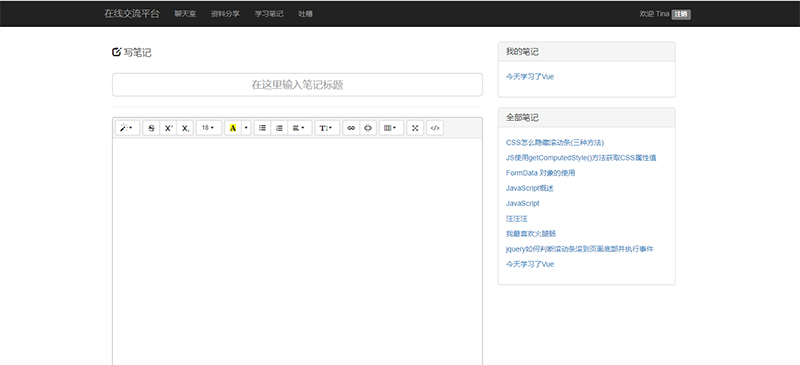 在线交流平台 聊天室 资料分享 学习笔记 吐槽 欢迎 Tina 注销
写笔记
在这里输入笔记标题
S X² X₂ 18 A T </>
我的笔记
今天学习了Vue
全部笔记
CSS怎么隐藏滚动条(三种方法)
JS使用getComputedStyle()方法获取CSS属性值
FormData 对象的使用
JavaScript概述
JavaScript
汪汪汪
我最喜欢火腿肠
jquery如何判断滚动条滚到页面底部并执行事件
今天学习了Vue